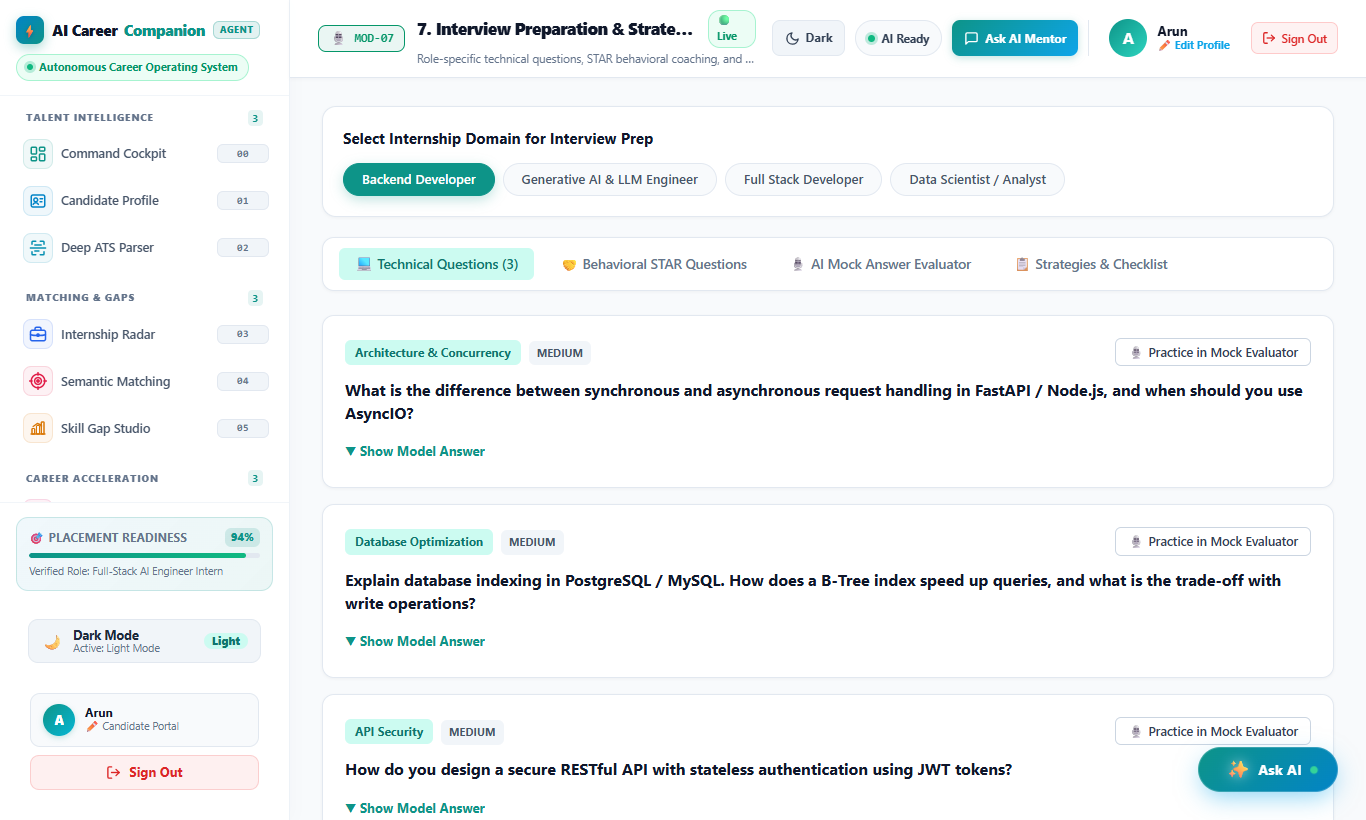 AI Career Companion AGENT
Autonomous Career Operating System
TALENT INTELLIGENCE 3
Command Cockpit 00
Candidate Profile 01
Deep ATS Parser 02
MATCHING & GAPS 3
Internship Radar 03
Semantic Matching 04
Skill Gap Studio 05
CAREER ACCELERATION 3
PLACEMENT READINESS 94%
Verified Role: Full-Stack AI Engineer Intern
Dark Mode
Active: Light Mode
Light
A
Arun
Candidate Portal
Sign Out
MOD-07
7. Interview Preparation & Strate...
Role-specific technical questions, STAR behavioral coaching, and ...
Live
Dark
AI Ready
Ask AI Mentor
A
Arun
Edit Profile
Sign Out
Select Internship Domain for Interview Prep
Backend Developer Generative AI & LLM Engineer Full Stack Developer Data Scientist / Analyst
Technical Questions (3) Behavioral STAR Questions AI Mock Answer Evaluator Strategies & Checklist
Architecture & Concurrency MEDIUM Practice in Mock Evaluator
What is the difference between synchronous and asynchronous request handling in FastAPI / Node.js, and when should you use
AsyncIO?
▼ Show Model Answer
Database Optimization MEDIUM Practice in Mock Evaluator
Explain database indexing in PostgreSQL / MySQL. How does a B-Tree index speed up queries, and what is the trade-off with
write operations?
▼ Show Model Answer
API Security MEDIUM Practice in Mock Evaluator
How do you design a secure RESTful API with stateless authentication using JWT tokens?
▼ Show Model Answer
Ask AI